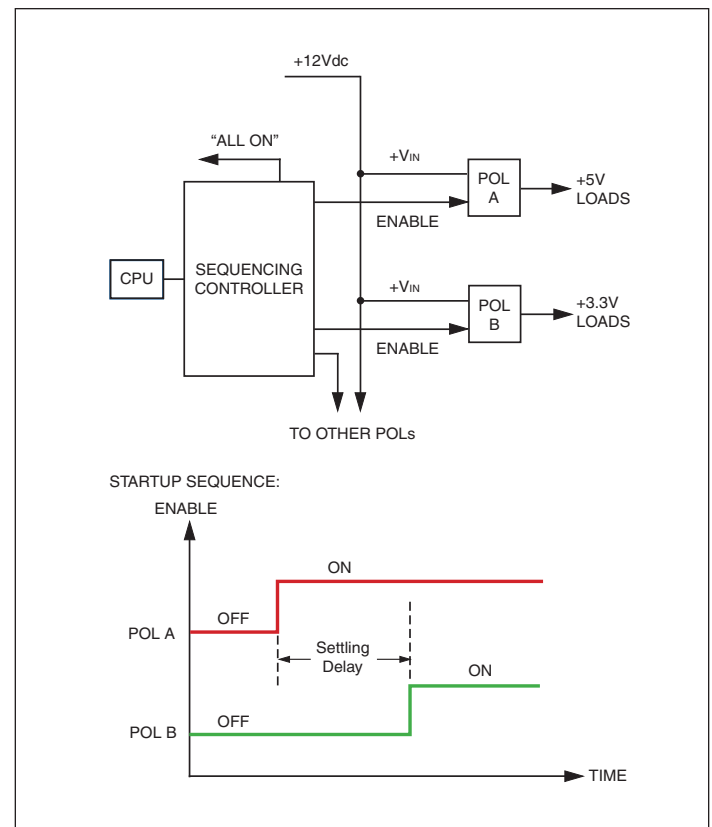 +12Vdc
“ALL ON”
+VIN
POL
A
+5V
LOADS
ENABLE
CPU
SEQUENCING
CONTROLLER
+VIN
POL
B
+3.3V
LOADS
ENABLE
TO OTHER POLs
STARTUP SEQUENCE:
ENABLE
ON
OFF
POL A
Settling
Delay
ON
OFF
POL B
TIME